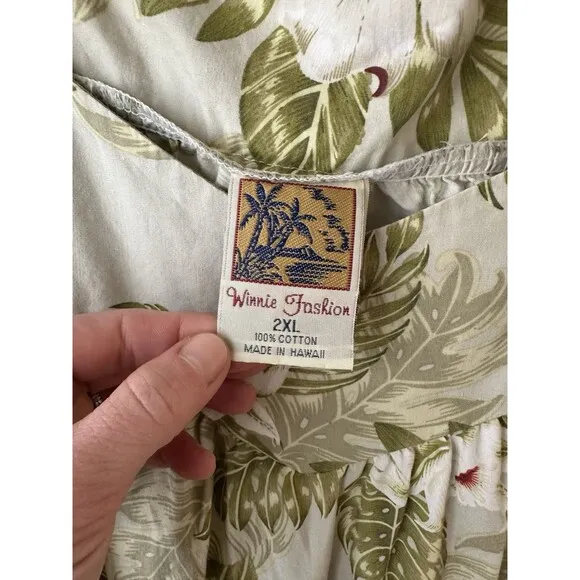 Winnie Fashion
2XL
100% COTTON
MADE IN HAWAII